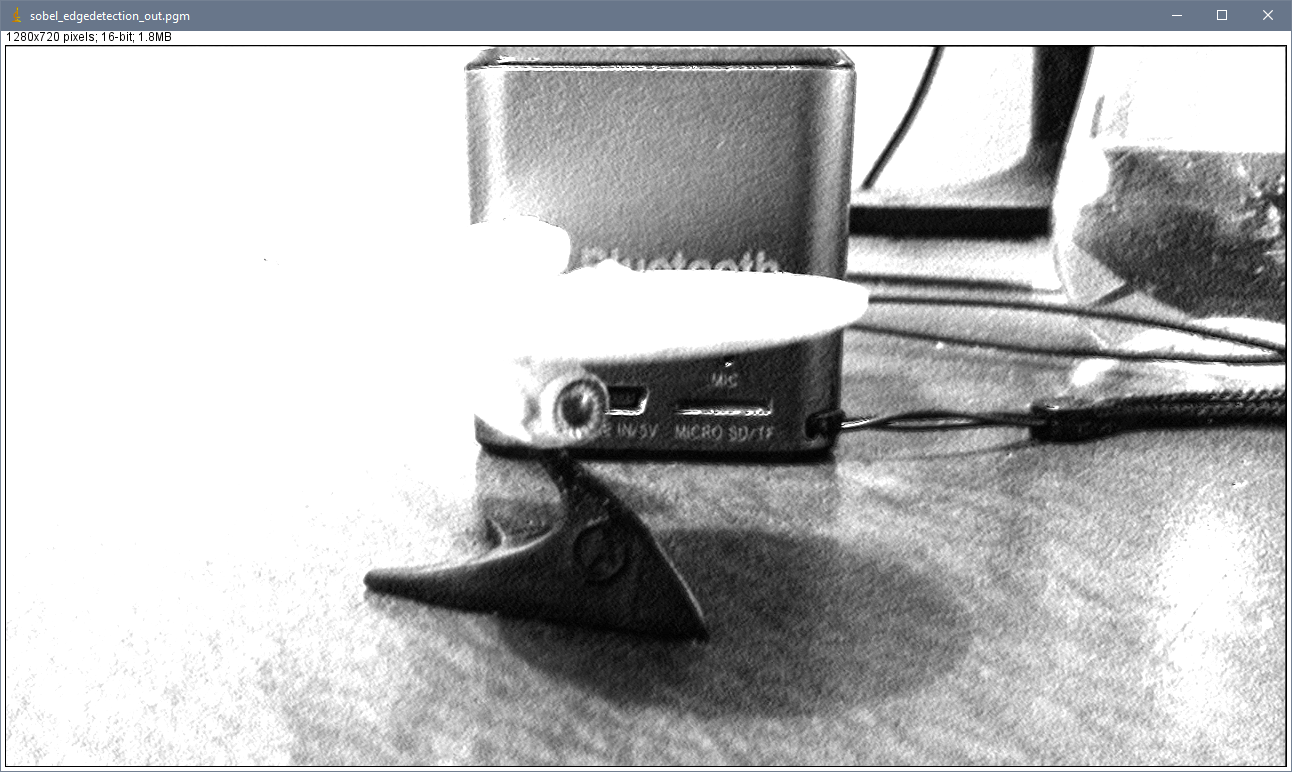 sobel_edgedetection_out.pgm
1280x720 pixels; 16-bit; 1.8MB
Bluetooth
MIC
IN/5V MICRO SD/TF